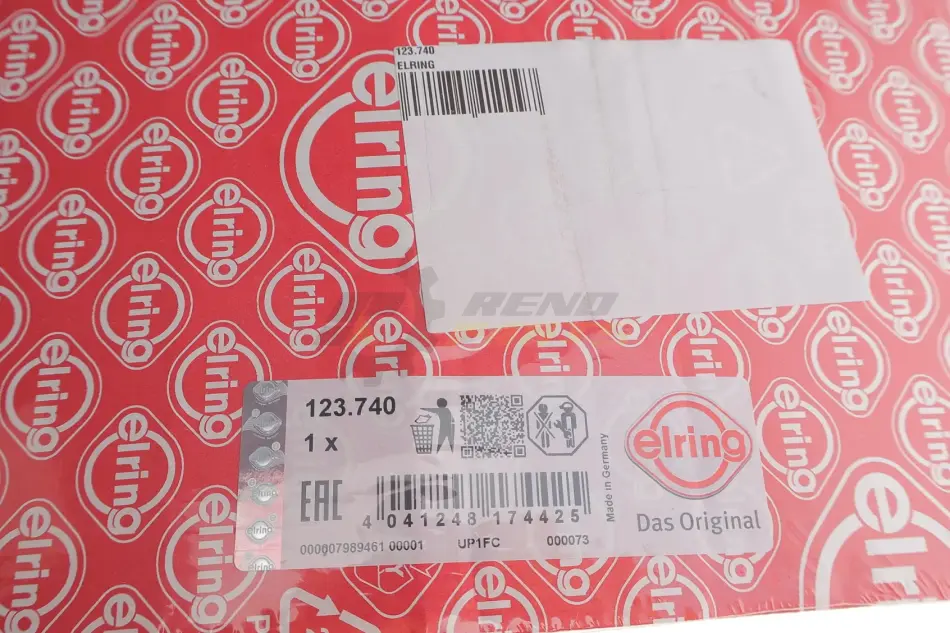 123.740
ELRING
elring
RENO
123.740
1 x
EAC
4 041248 174425
000007989461 00001 UP1FC 000073
Made in Germany
elring
Das Original